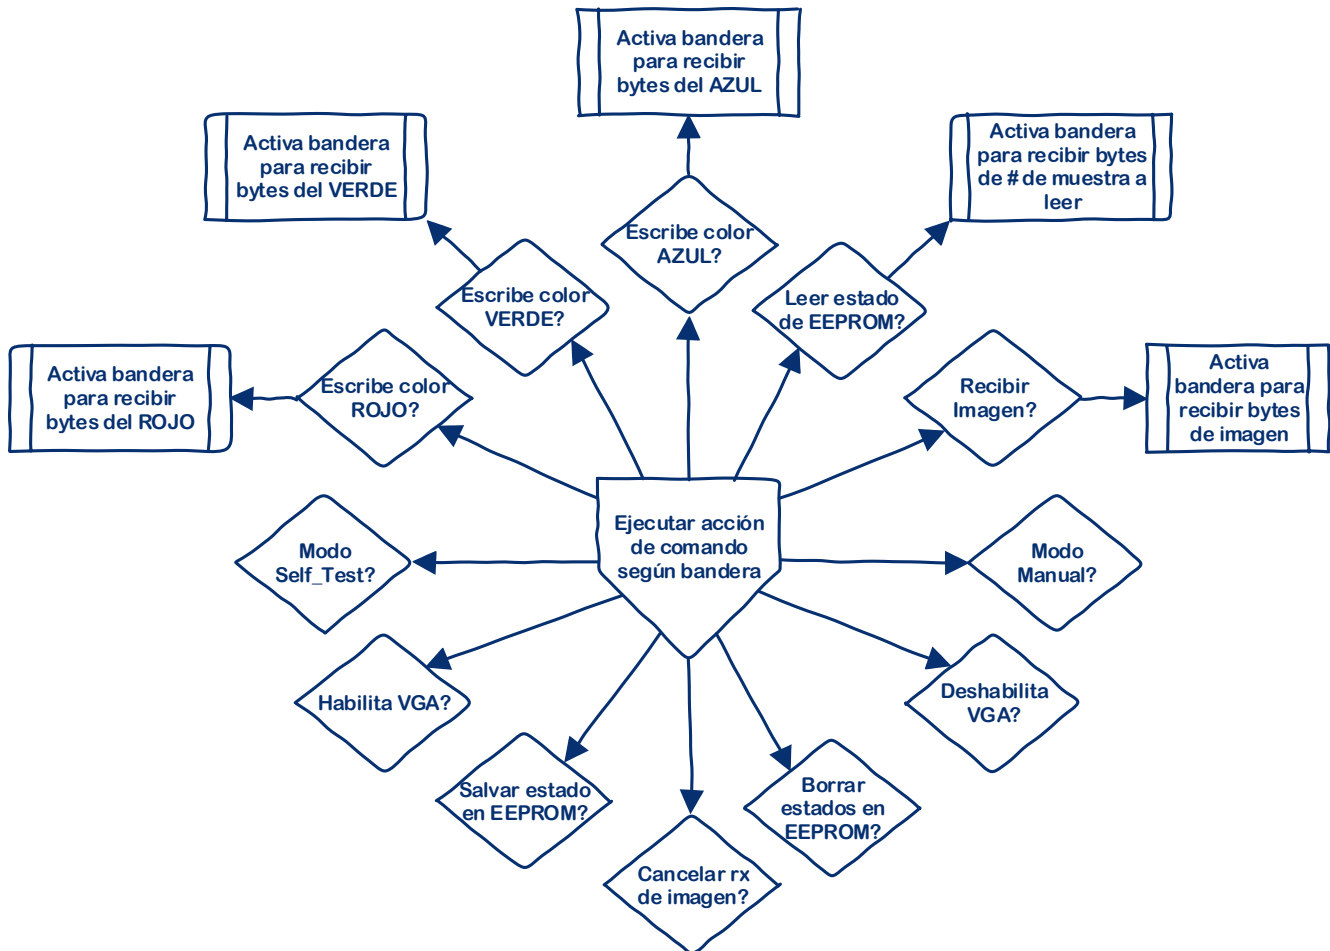 Activa bandera
para recibir
bytes del AZUL
Activa bandera
para recibir
bytes del VERDE
Activa bandera
para recibir bytes
de # de muestra a
leer
Escribe color
AZUL?
Escribe color
VERDE?
Leer estado
de EEPROM?
Activa bandera
para recibir
bytes del ROJO
Escribe color
ROJO?
Recibir
Imagen?
Activa
bandera para
recibir bytes
de imagen
Ejecutar acción
de comando
según bandera
Modo
Self_Test?
Modo
Manual?
Habilita VGA?
Deshabilita
VGA?
Salvar estado
en EEPROM?
Borrar
estados en
EEPROM?
Cancelar rx
de imagen?